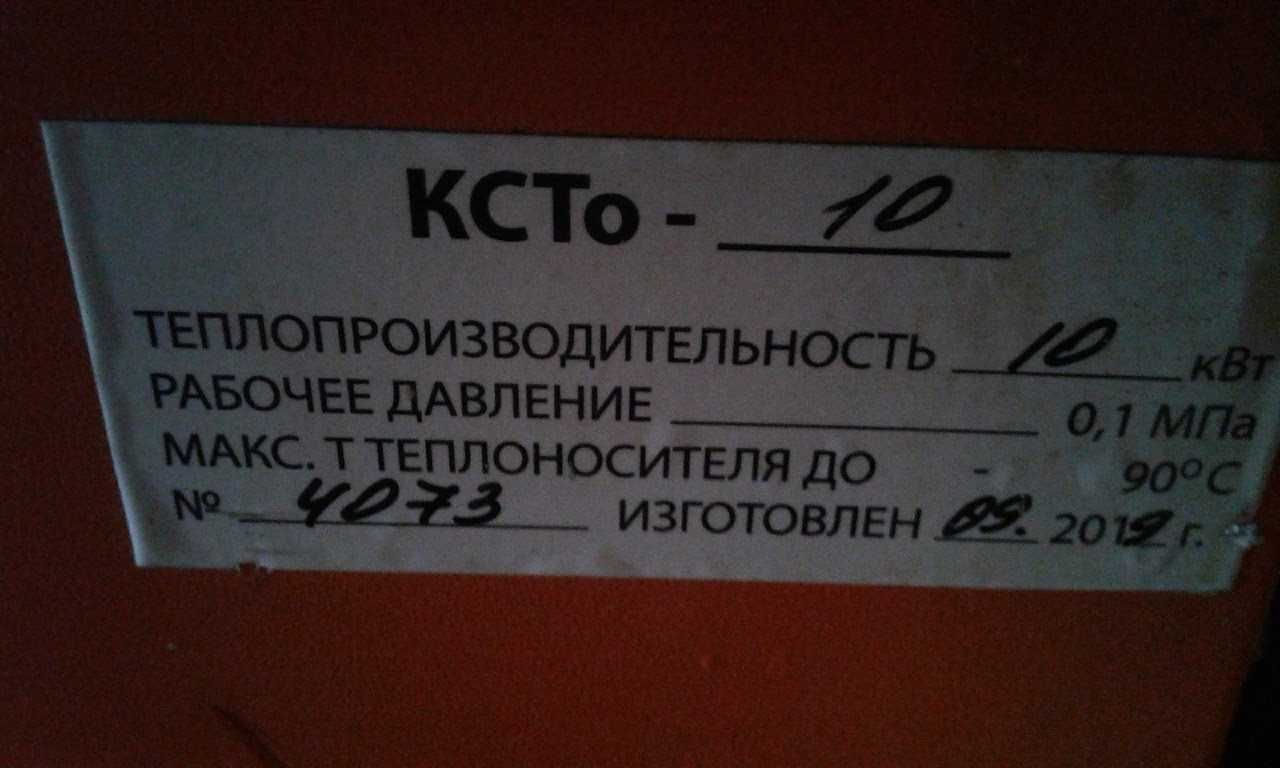 КСТо - 10
ТЕПЛОПРОИЗВОДИТЕЛЬНОСТЬ 10 кВт
РАБОЧЕЕ ДАВЛЕНИЕ 0,1 МПа
МАКС. Т ТЕПЛОНОСИТЕЛЯ ДО - 90°С
№ 4073 ИЗГОТОВЛЕН 09. 2019 г.